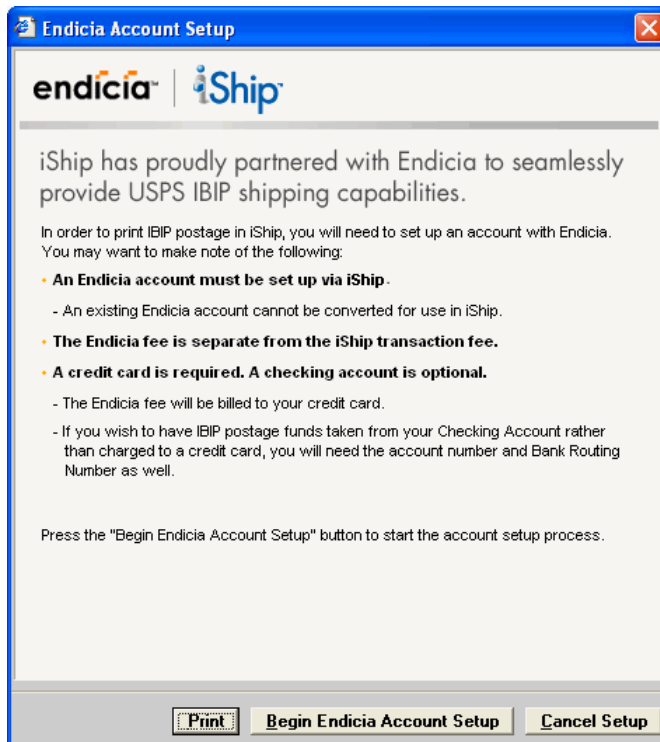 Endicia Account Setup
endicia™ iShip™
iShip has proudly partnered with Endicia to seamlessly
provide USPS IBIP shipping capabilities.
In order to print IBIP postage in iShip, you will need to set up an account with Endicia.
You may want to make note of the following:
• An Endicia account must be set up via iShip.
- An existing Endicia account cannot be converted for use in iShip.
• The Endicia fee is separate from the iShip transaction fee.
• A credit card is required. A checking account is optional.
- The Endicia fee will be billed to your credit card.
- If you wish to have IBIP postage funds taken from your Checking Account rather
than charged to a credit card, you will need the account number and Bank Routing
Number as well.
Press the "Begin Endicia Account Setup" button to start the account setup process.
Print Begin Endicia Account Setup Cancel Setup